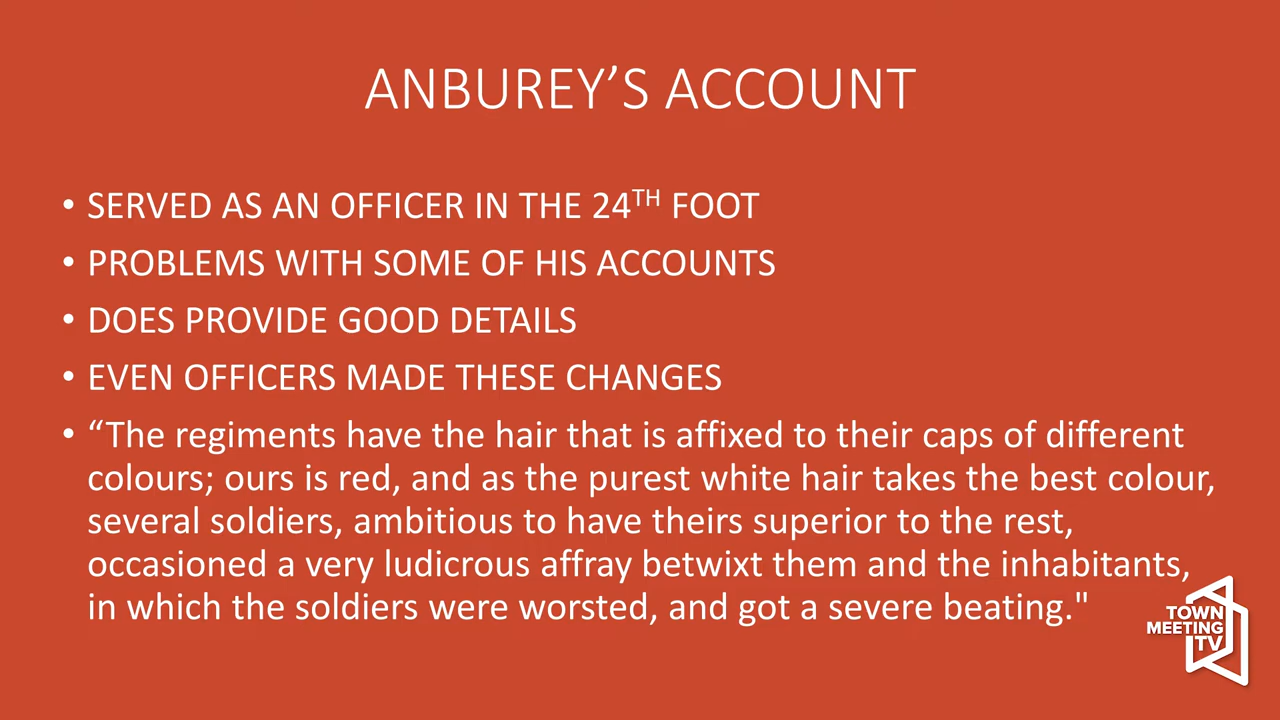 ANBUREY’S ACCOUNT
• SERVED AS AN OFFICER IN THE 24TH FOOT
• PROBLEMS WITH SOME OF HIS ACCOUNTS
• DOES PROVIDE GOOD DETAILS
• EVEN OFFICERS MADE THESE CHANGES
• “The regiments have the hair that is affixed to their caps of different
colours; ours is red, and as the purest white hair takes the best colour,
several soldiers, ambitious to have theirs superior to the rest,
occasioned a very ludicrous affray betwixt them and the inhabitants,
in which the soldiers were worsted, and got a severe beating."
TOWN
MEETING
TV